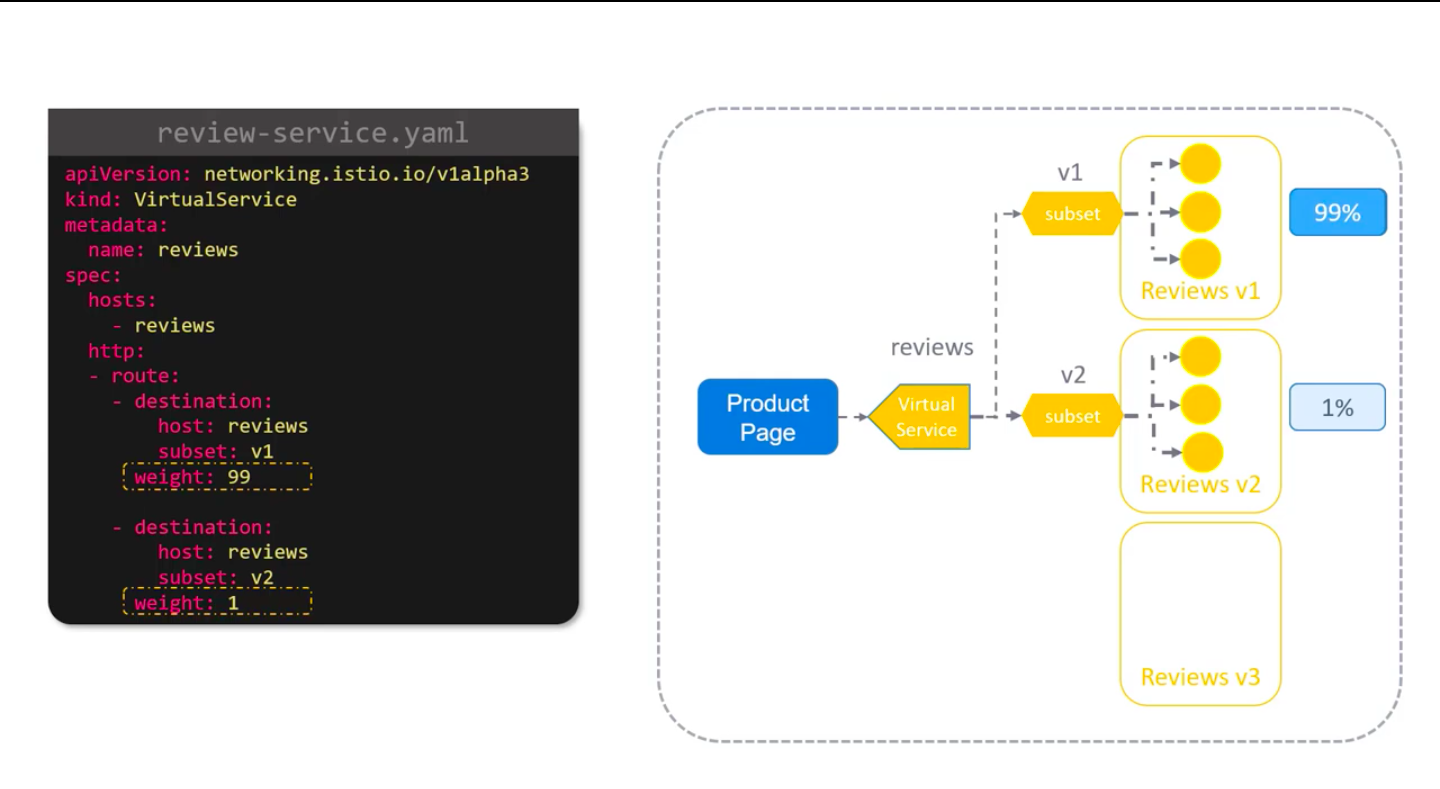 review-service.yaml
apiVersion: networking.istio.io/v1alpha3
kind: VirtualService
metadata:
  name: reviews
spec:
  hosts:
    - reviews
  http:
  - route:
    - destination:
        host: reviews
        subset: v1
      weight: 99
    - destination:
        host: reviews
        subset: v2
      weight: 1
v1
subset
Reviews v1
99%
reviews
Product
Page
Virtual
Service
v2
subset
Reviews v2
1%
Reviews v3